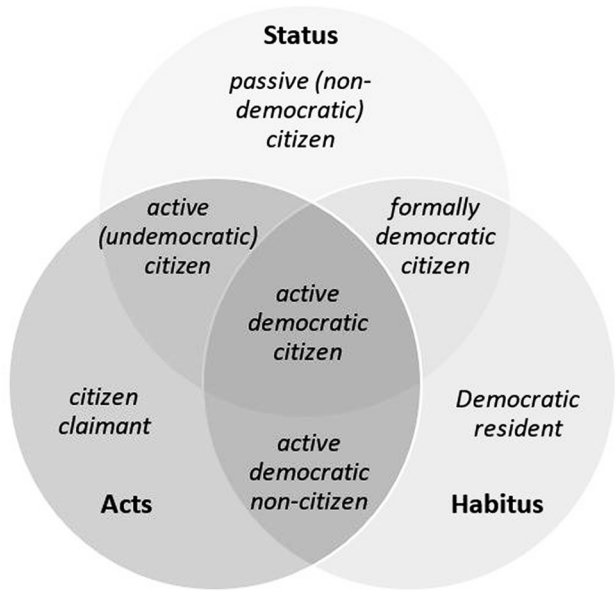 Status
passive (non-
democratic)
citizen
active
(undemocratic)
citizen
formally
democratic
citizen
active
democratic
citizen
citizen
claimant
Democratic
resident
active
democratic
non-citizen
Acts
Habitus